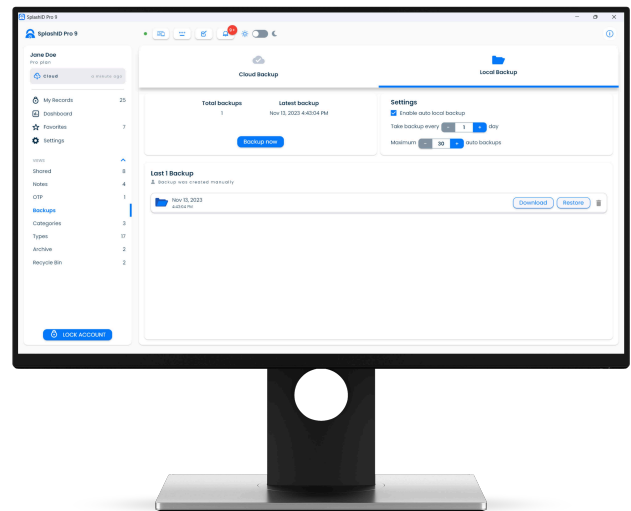 SplashID Pro 9
SplashID Pro 9
9+
Jane Doe
Pro plan
Cloud
a minute ago
My Records 25
Dashboard
Favorites 7
Settings
VIEWS
Shared 8
Notes 4
OTP 1
Backups
Categories 3
Types 17
Archive 2
Recycle Bin 2
LOCK ACCOUNT
Cloud Backup
Local Backup
Total backups
1
Latest backup
Nov 13, 2023 4:43:04 PM
Backup now
Settings
Enable auto local backup
Take backup every - 1 + day
Maximum - 30 + auto backups
Last 1 Backup
Backup was created manually
Nov 13, 2023
4:43:04 PM
Download
Restore